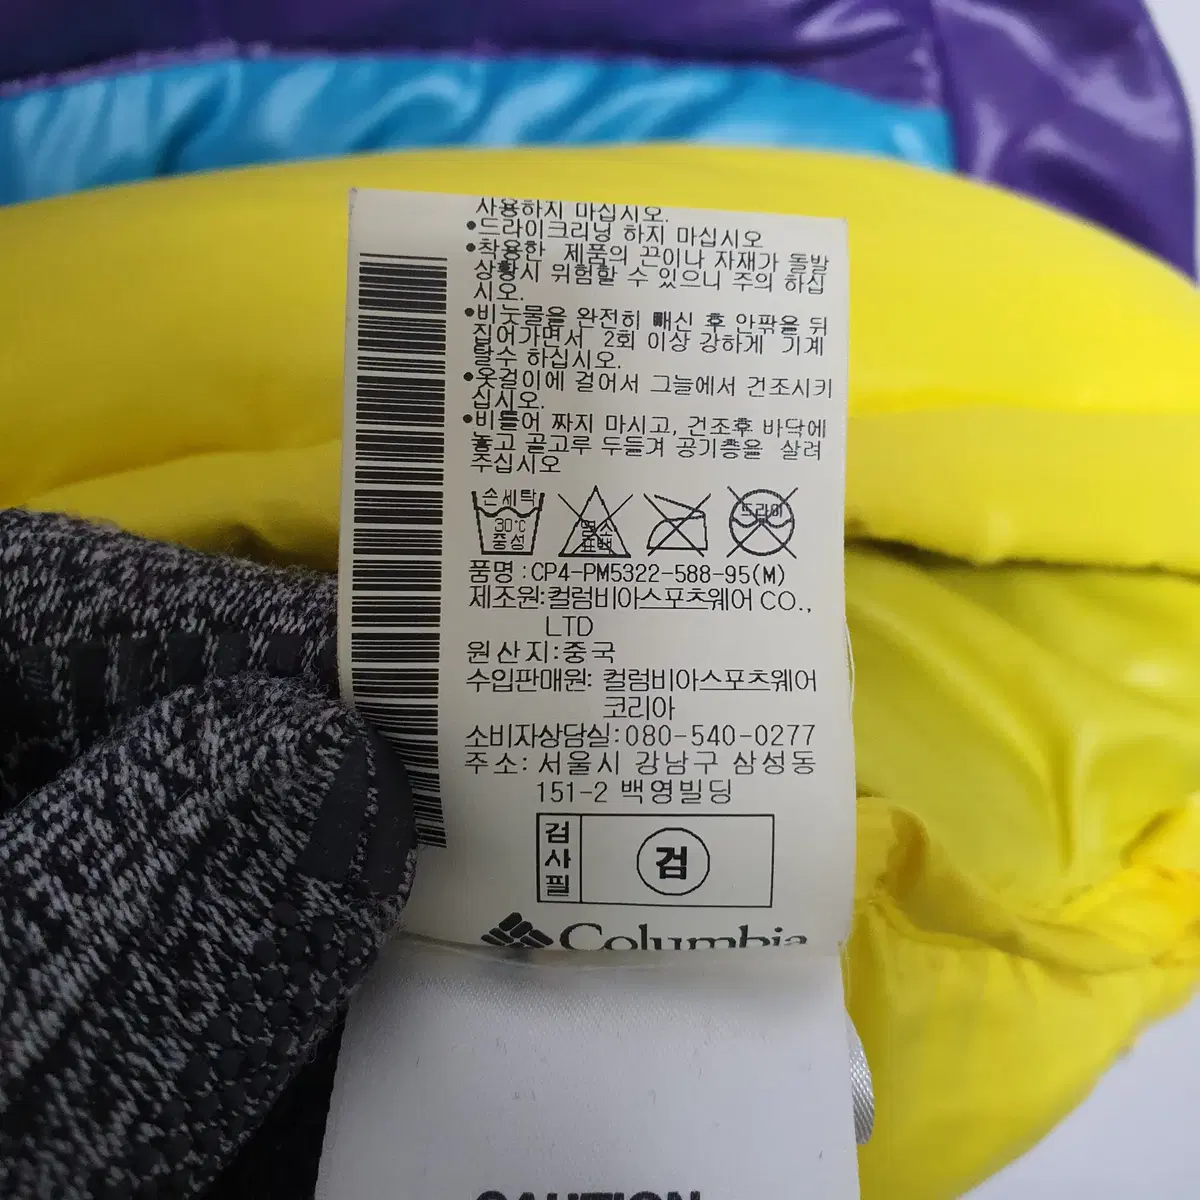 사용하지 마십시오.
•드라이크리닝 하지 마십시오
•착용한 제품의 끈이나 자재가 돌발
상황시 위험할 수 있으니 주의 하십
시오.
•비눗물을 완전히 빼신 후 안팎을 뒤
집어가면서 2회 이상 강하게 기계
탈수 하십시오.
•옷걸이에 걸어서 그늘에서 건조시키
십시오.
•비틀어 짜지 마시고, 건조후 바닥에
놓고 골고루 두들겨 공기층을 살려
주십시오
손세탁 30℃ 중성 염소 표백 드라이
품명:CP4-PM5322-588-95(M)
제조원:컬럼비아스포츠웨어 CO.,
LTD
원산지:중국
수입판매원: 컬럼비아스포츠웨어
코리아
소비자상담실:080-540-0277
주소: 서울시 강남구 삼성동
151-2 백영빌딩
검사필 검
Columbia
CAUTION